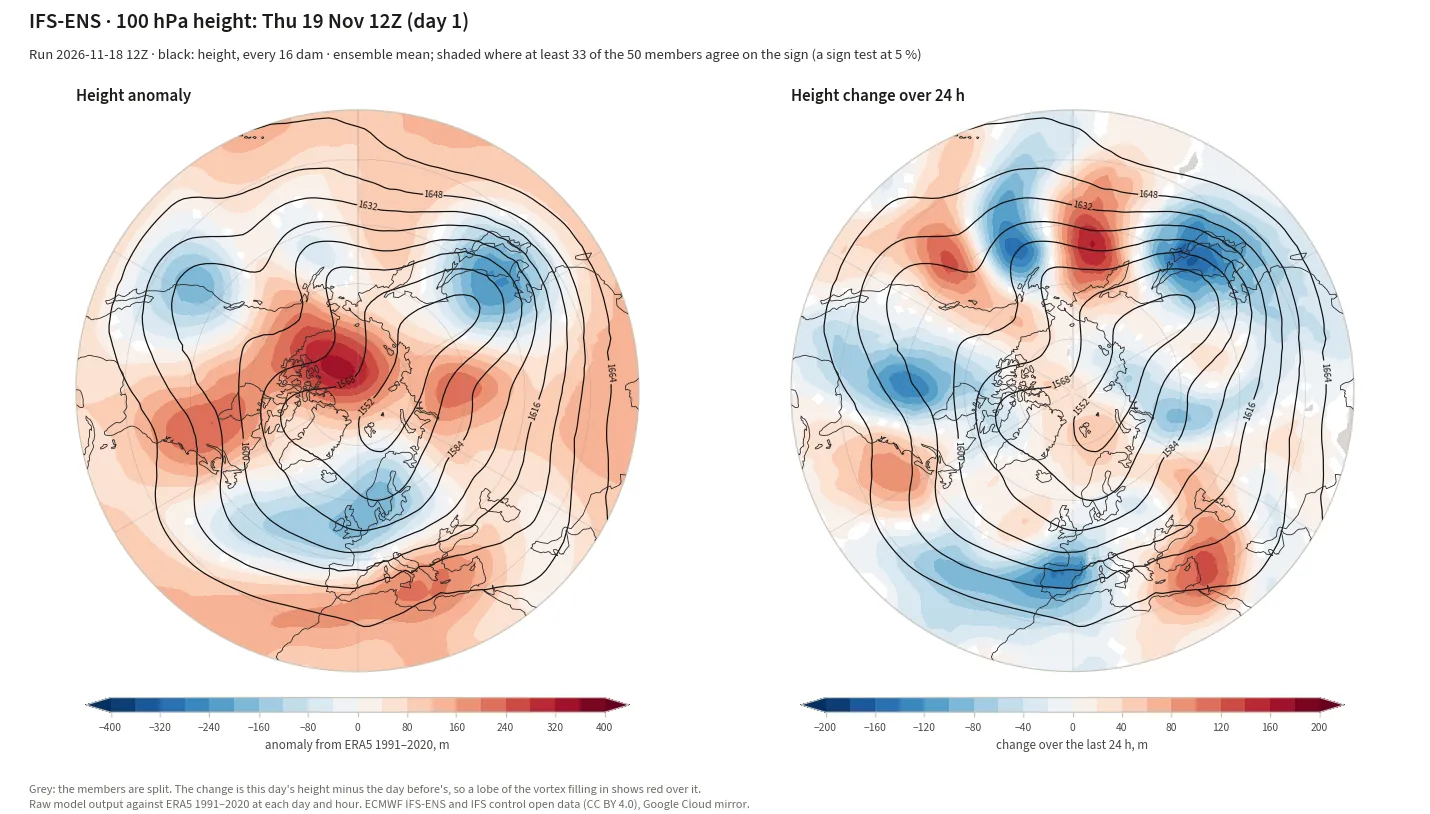 IFS-ENS · 100 hPa height: Thu 19 Nov 12Z (day 1)
Run 2026-11-18 12Z · black: height, every 16 dam · ensemble mean; shaded where at least 33 of the 50 members agree on the sign (a sign test at 5 %)
Height anomaly
1648
1632
1664
1568
1552
1616
1584
1600
−400 −320 −240 −160 −80 0 80 160 240 320 400
anomaly from ERA5 1991–2020, m
Height change over 24 h
1648
1632
1664
1568
1552
1616
1584
1600
−200 −160 −120 −80 −40 0 40 80 120 160 200
change over the last 24 h, m
Grey: the members are split. The change is this day's height minus the day before's, so a lobe of the vortex filling in shows red over it.
Raw model output against ERA5 1991–2020 at each day and hour. ECMWF IFS-ENS and IFS control open data (CC BY 4.0), Google Cloud mirror.